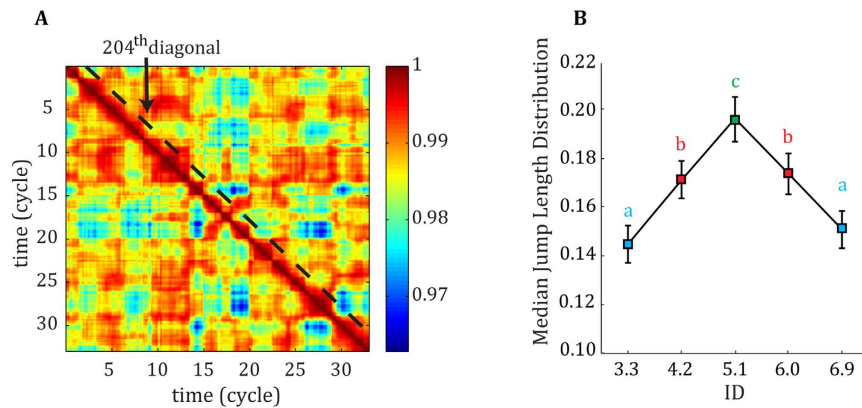 A
204th diagonal
5
10
15
20
25
30
time (cycle)
5 10 15 20 25 30
time (cycle)
1
0.99
0.98
0.97
B
Median Jump Length Distribution
0.22
0.20
0.18
0.16
0.14
0.12
0.10
a
b
c
b
a
3.3 4.2 5.1 6.0 6.9
ID